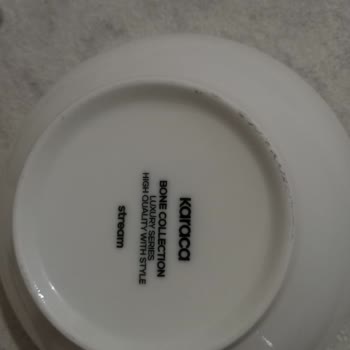 karaca
BONE COLLECTION
LUXURY SERIES
HIGH QUALITY WITH STYLE
stream